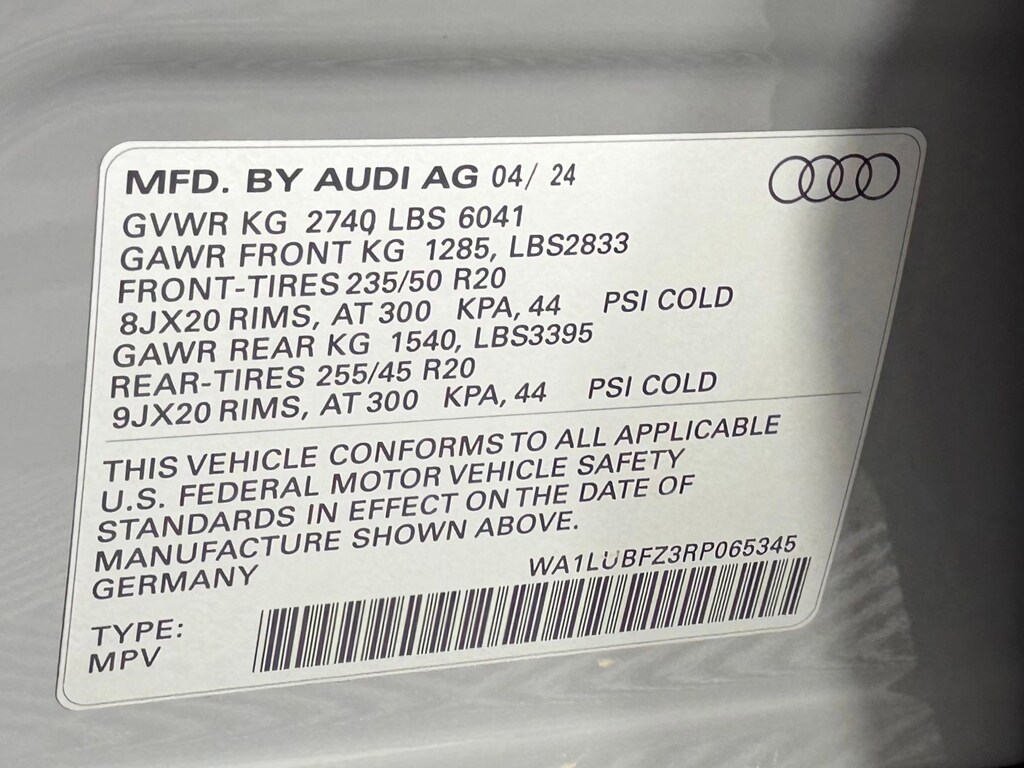 MFD. BY AUDI AG 04/ 24
GVWR KG 2740 LBS 6041
GAWR FRONT KG 1285, LBS2833
FRONT-TIRES 235/50 R20
8JX20 RIMS, AT 300 KPA, 44 PSI COLD
GAWR REAR KG 1540, LBS3395
REAR-TIRES 255/45 R20
9JX20 RIMS, AT 300 KPA, 44 PSI COLD
THIS VEHICLE CONFORMS TO ALL APPLICABLE
U.S. FEDERAL MOTOR VEHICLE SAFETY
STANDARDS IN EFFECT ON THE DATE OF
MANUFACTURE SHOWN ABOVE.
GERMANY
WA1LUBFZ3RP065345
TYPE:
MPV